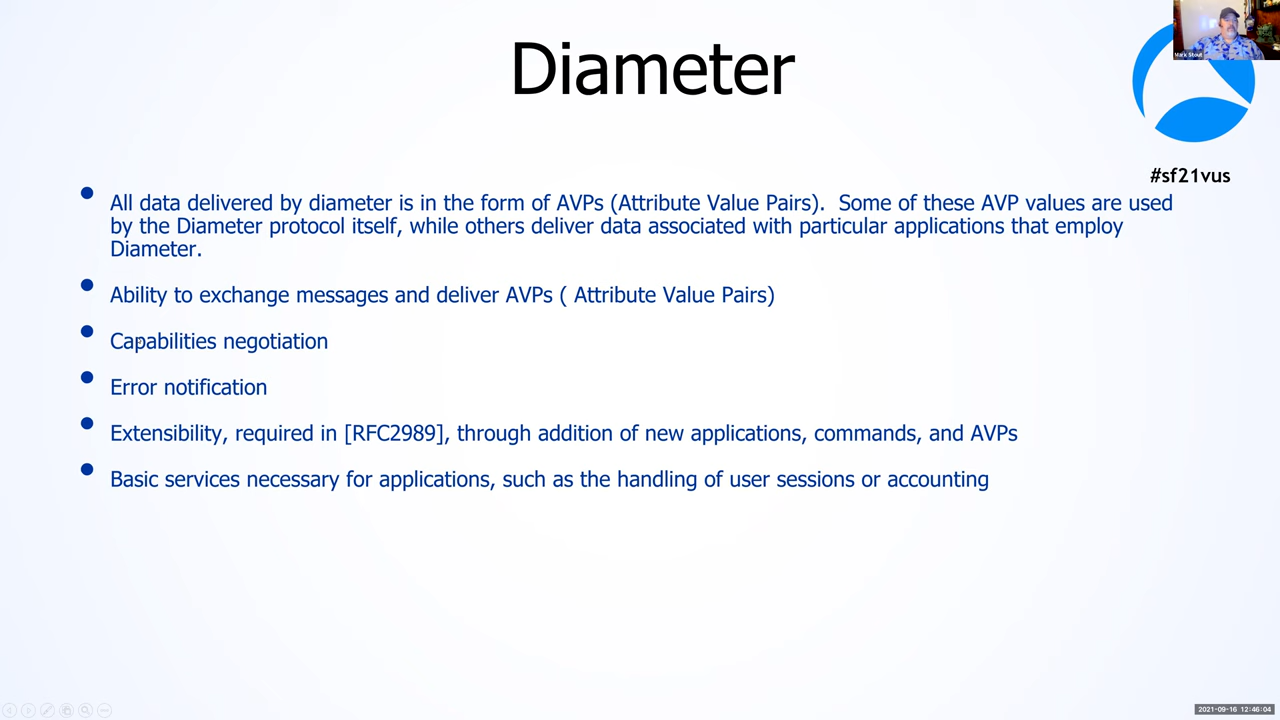 Diameter
Mark Stout
#sf21vus
All data delivered by diameter is in the form of AVPs (Attribute Value Pairs).  Some of these AVP values are used
by the Diameter protocol itself, while others deliver data associated with particular applications that employ
Diameter.
Ability to exchange messages and deliver AVPs ( Attribute Value Pairs)
Capabilities negotiation
Error notification
Extensibility, required in [RFC2989], through addition of new applications, commands, and AVPs
Basic services necessary for applications, such as the handling of user sessions or accounting
2021-09-16 12:46:04